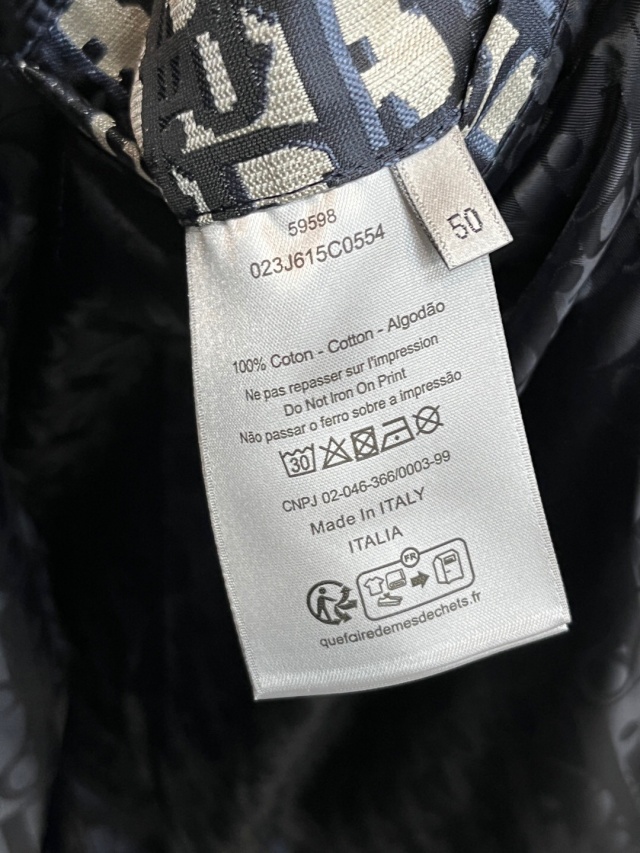 59598
023J615C0554
50
100% Coton - Cotton - Algodão
Ne pas repasser sur l'impression
Do Not Iron On Print
Não passar o ferro sobre a impressão
30
CNPJ 02-046-366/0003-99
Made In ITALY
ITALIA
FR
quefairedemesdechets.fr